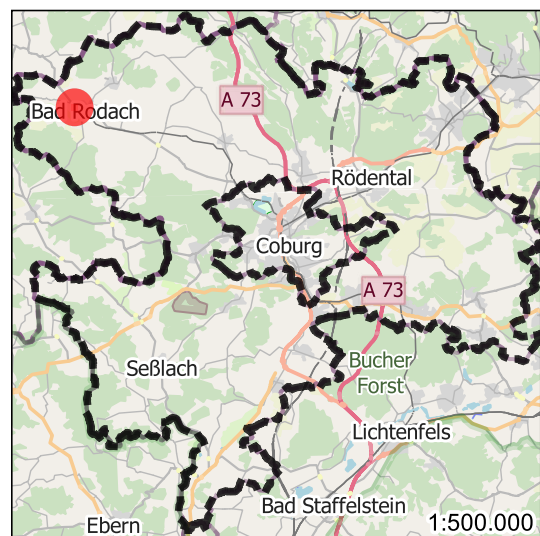 A 73
Bad Rodach
Rödental
Coburg
A 73
Bucher
Forst
Seßlach
Lichtenfels
Bad Staffelstein
Ebern
1:500.000